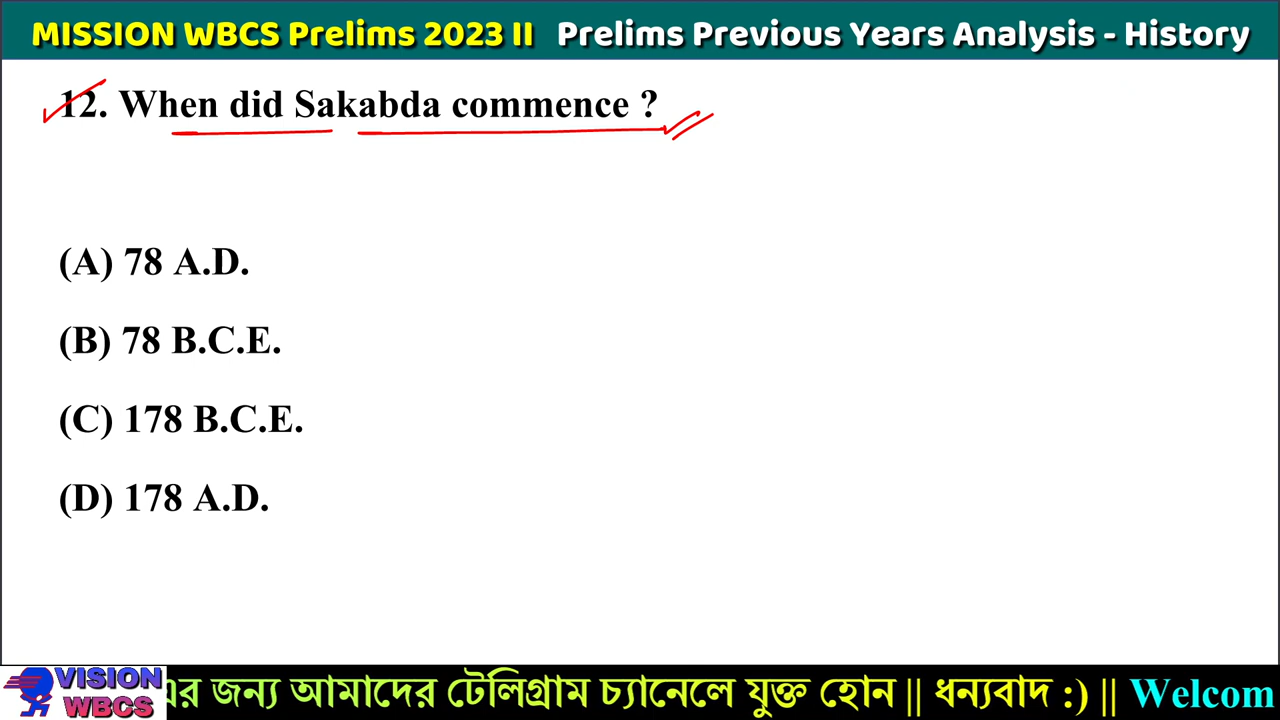 MISSION WBCS Prelims 2023 II Prelims Previous Years Analysis - History
12. When did Sakabda commence ?
(A) 78 A.D.
(B) 78 B.C.E.
(C) 178 B.C.E.
(D) 178 A.D.
VISION
WBCS
এর জন্য আমাদের টেলিগ্রাম চ্যানেলে যুক্ত হোন || ধন্যবাদ :) || Welcom